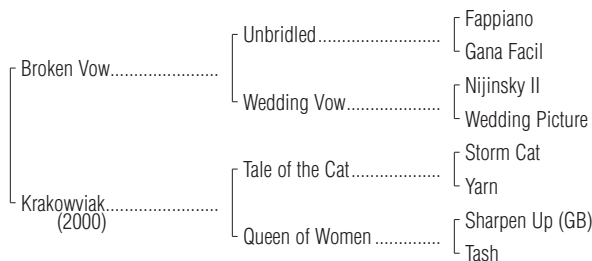 Fappiano
Unbridled..............................
Gana Facil
Broken Vow..........................
Nijinsky II
Wedding Vow.......................
Wedding Picture
Storm Cat
Tale of the Cat......................
Yarn
Krakowviak...........................
(2000)
Sharpen Up (GB)
Queen of Women ................
Tash